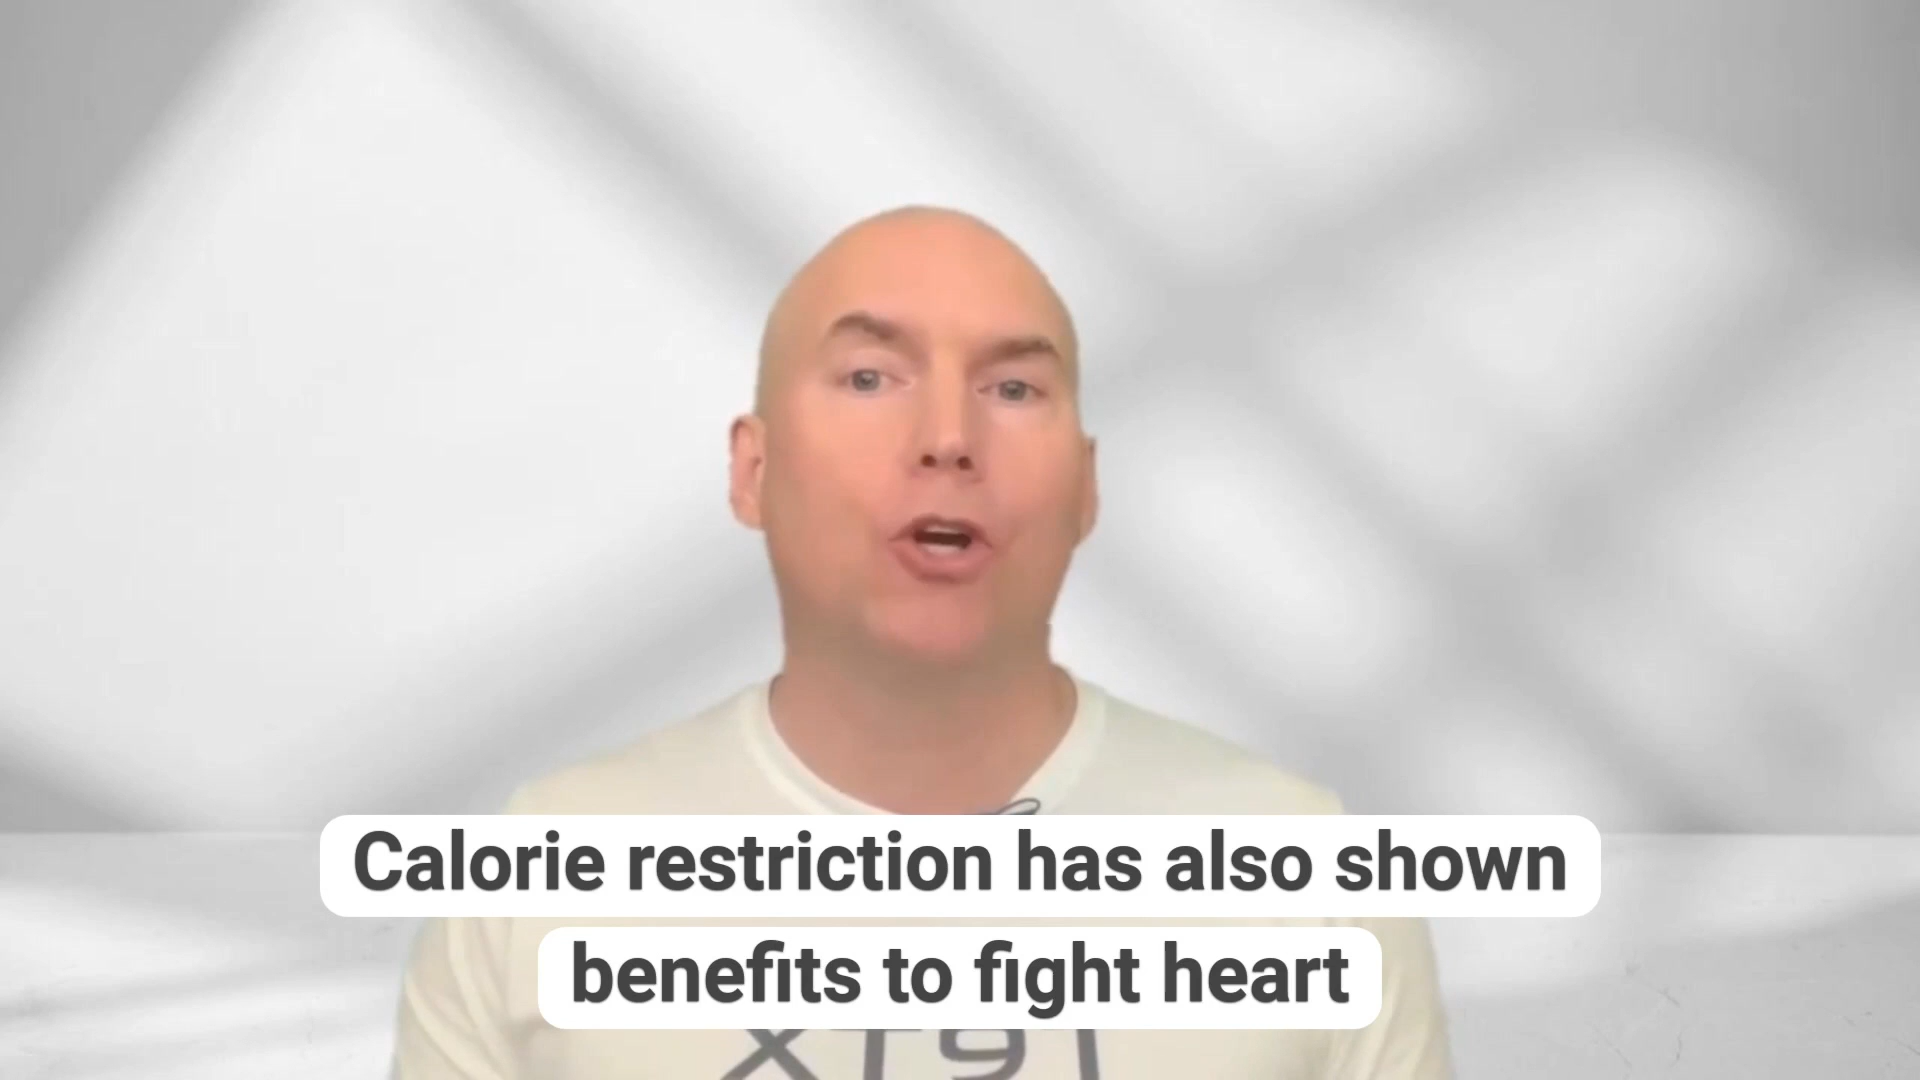 Calorie restriction has also shown
benefits to fight heart